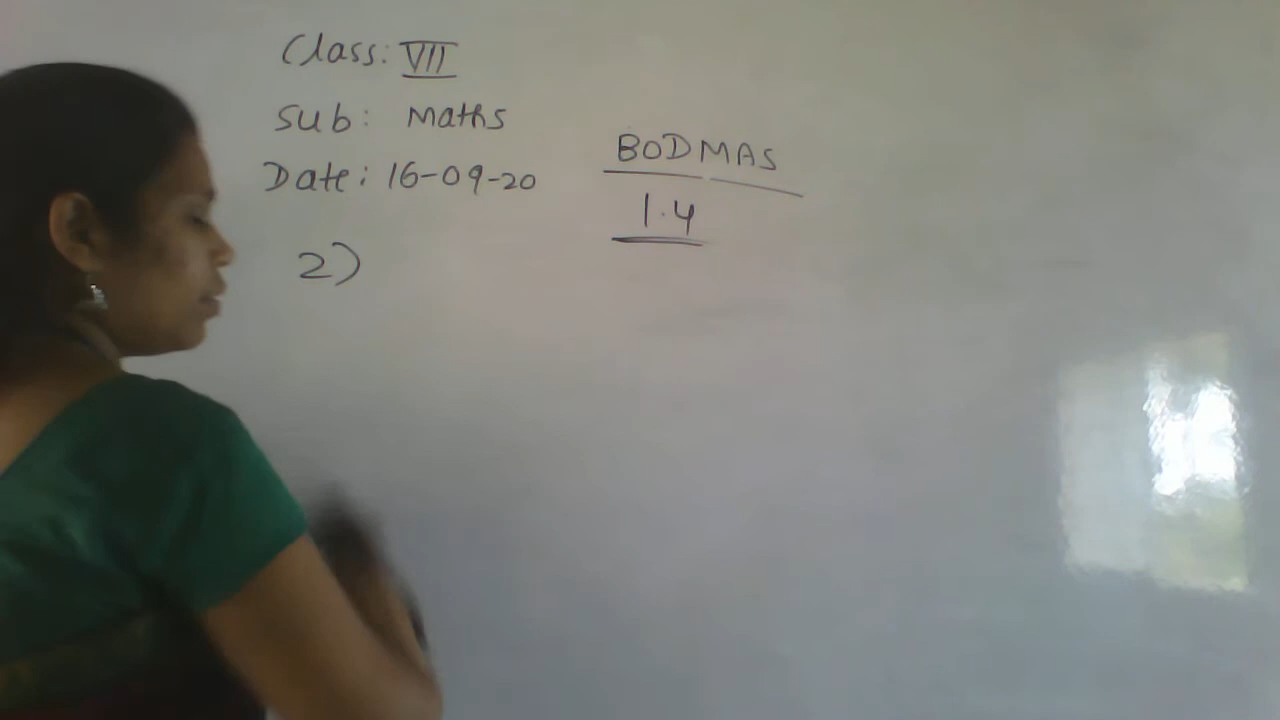 Class: VII
Sub: Maths
Date: 16-09-20
BODMAS
1.4
2)